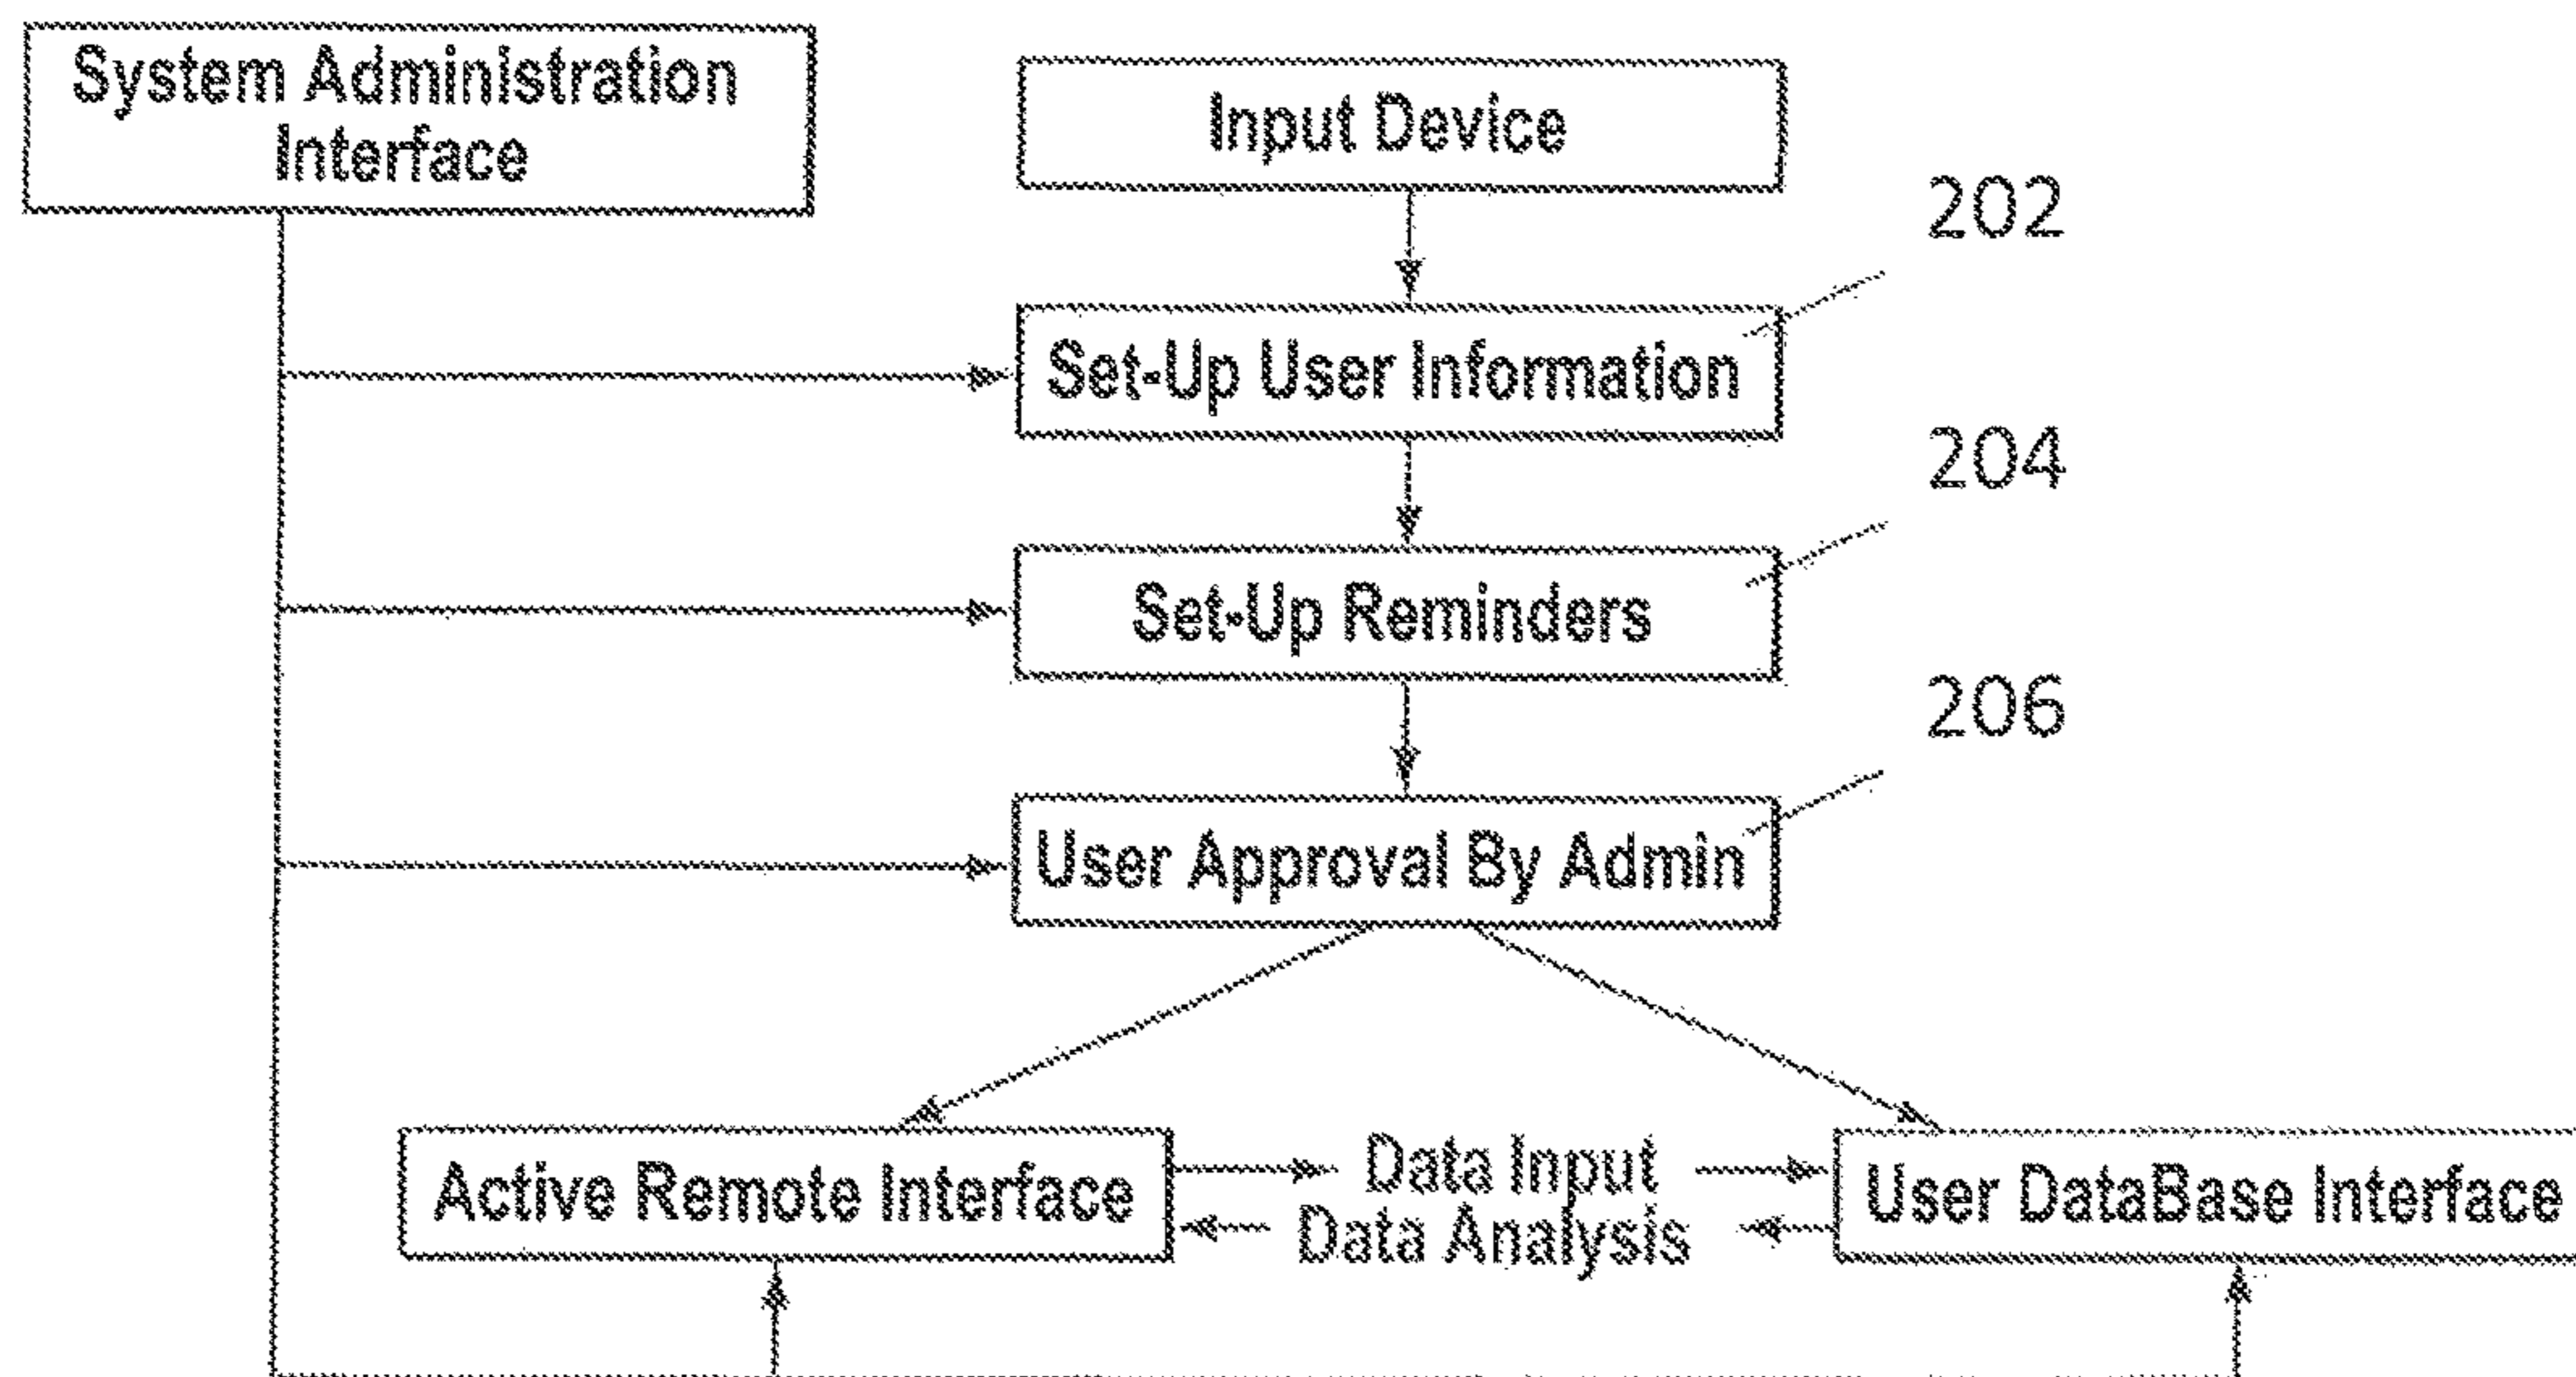 System Administration
Interface
Input Device
202
Set-Up User Information
204
Set-Up Reminders
206
User Approval By Admin
Active Remote Interface
Data Input
Data Analysis
User DataBase Interface